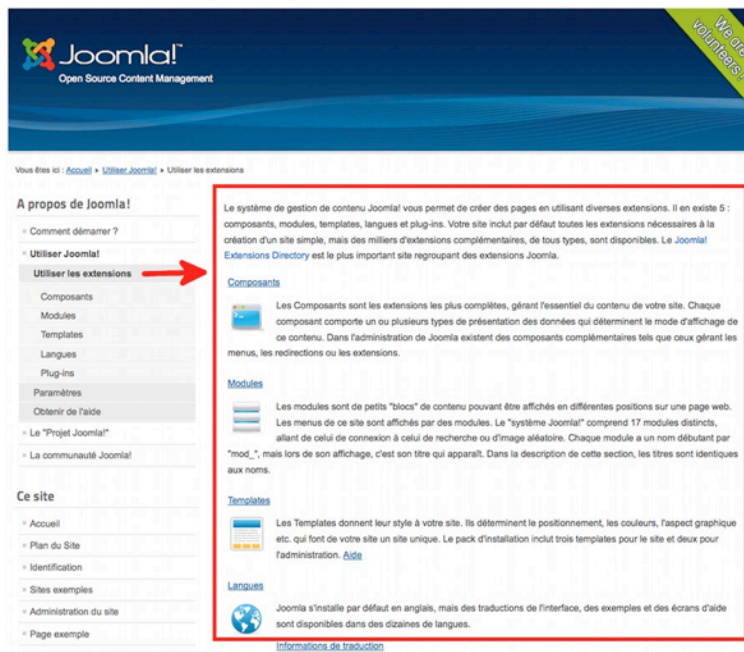 Joomla!™
Open Source Content Management
We are
volunteers!
Vous êtes ici : Accueil ▸ Utiliser Joomla! ▸ Utiliser les extensions
A propos de Joomla!
Comment démarrer ?
Utiliser Joomla!
Utiliser les extensions
Composants
Modules
Templates
Langues
Plug-ins
Paramètres
Obtenir de l'aide
Le "Projet Joomla!"
La communauté Joomla!
Ce site
Accueil
Plan du Site
Identification
Sites exemples
Administration du site
Page exemple
Le système de gestion de contenu Joomla! vous permet de créer des pages en utilisant diverses extensions. Il en existe 5 :
composants, modules, templates, langues et plug-ins. Votre site inclut par défaut toutes les extensions nécessaires à la
création d'un site simple, mais des milliers d'extensions complémentaires, de tous types, sont disponibles. Le Joomla!
Extensions Directory est le plus important site regroupant des extensions Joomla.
Composants
Les Composants sont les extensions les plus complètes, gérant l'essentiel du contenu de votre site. Chaque
composant comporte un ou plusieurs types de présentation des données qui déterminent le mode d'affichage de
ce contenu. Dans l'administration de Joomla existent des composants complémentaires tels que ceux gérant les
menus, les redirections ou les extensions.
Modules
Les modules sont de petits "blocs" de contenu pouvant être affichés en différentes positions sur une page web.
Les menus de ce site sont affichés par des modules. Le "système Joomla!" comprend 17 modules distincts,
allant de celui de connexion à celui de recherche ou d'image aléatoire. Chaque module a un nom débutant par
"mod_", mais lors de son affichage, c'est son titre qui apparaît. Dans la description de cette section, les titres sont identiques
aux noms.
Templates
Les Templates donnent leur style à votre site. Ils déterminent le positionnement, les couleurs, l'aspect graphique
etc. qui font de votre site un site unique. Le pack d'installation inclut trois templates pour le site et deux pour
l'administration. Aide
Langues
Joomla s'installe par défaut en anglais, mais des traductions de l'interface, des exemples et des écrans d'aide
sont disponibles dans des dizaines de langues.
Informations de traduction